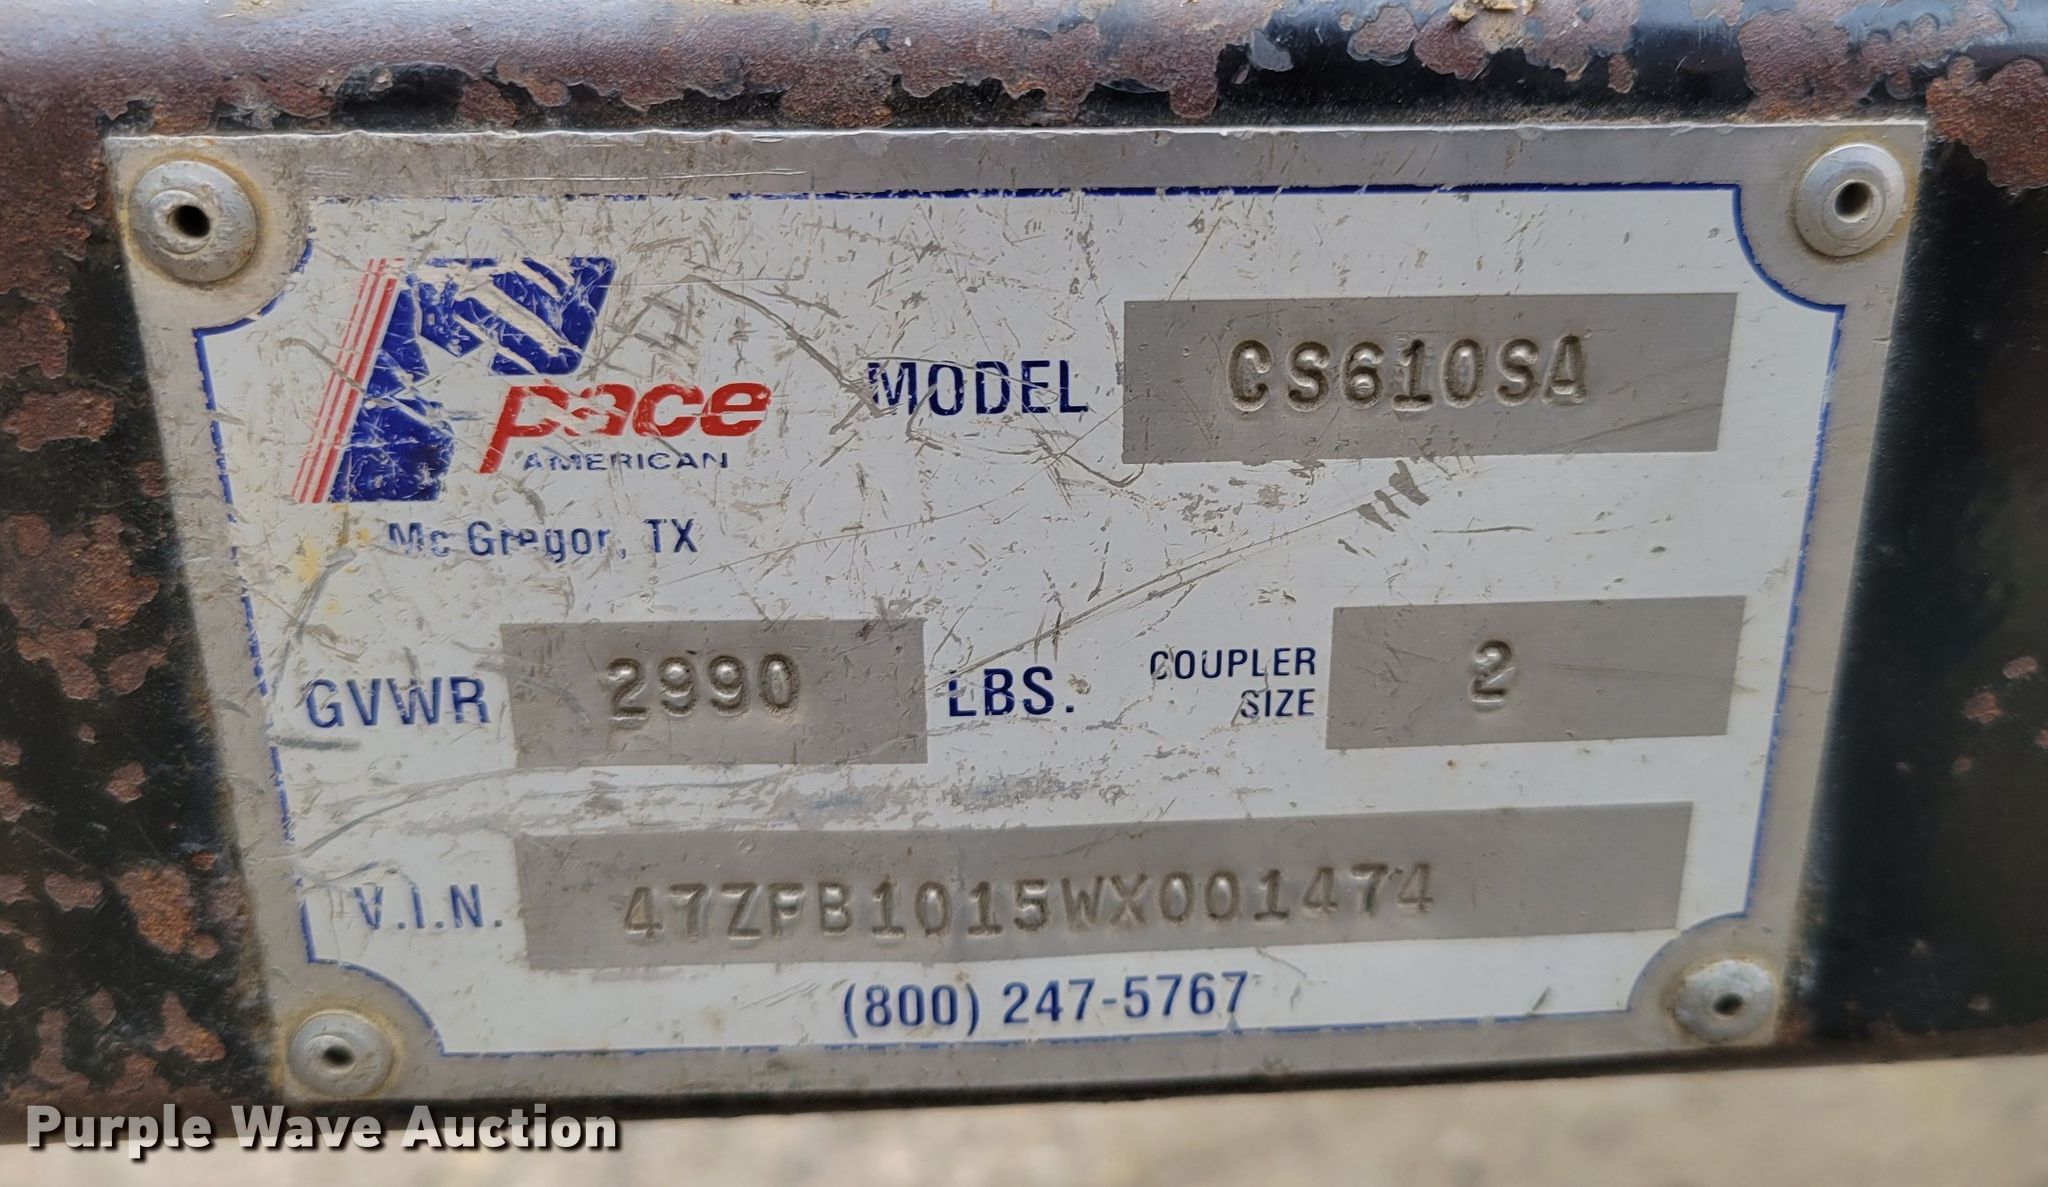 pace
AMERICAN
Mc Gregor, TX
MODEL CS610SA
GVWR 2990 LBS. COUPLER SIZE 2
V.I.N. 47ZFB1015WX001474
(800) 247-5767
Purple Wave Auction